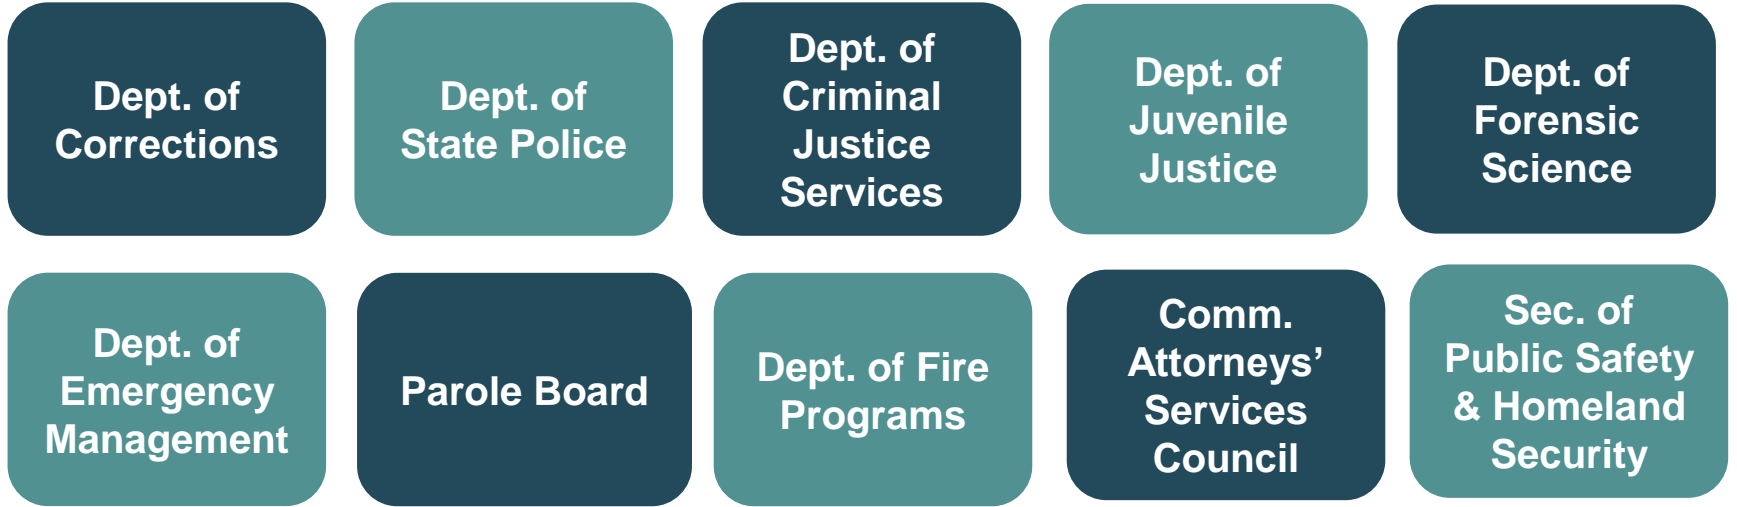 Dept. of
Corrections
Dept. of
State Police
Dept. of
Criminal
Justice
Services
Dept. of
Juvenile
Justice
Dept. of
Forensic
Science
Dept. of
Emergency
Management
Parole Board
Dept. of Fire
Programs
Comm.
Attorneys’
Services
Council
Sec. of
Public Safety
& Homeland
Security